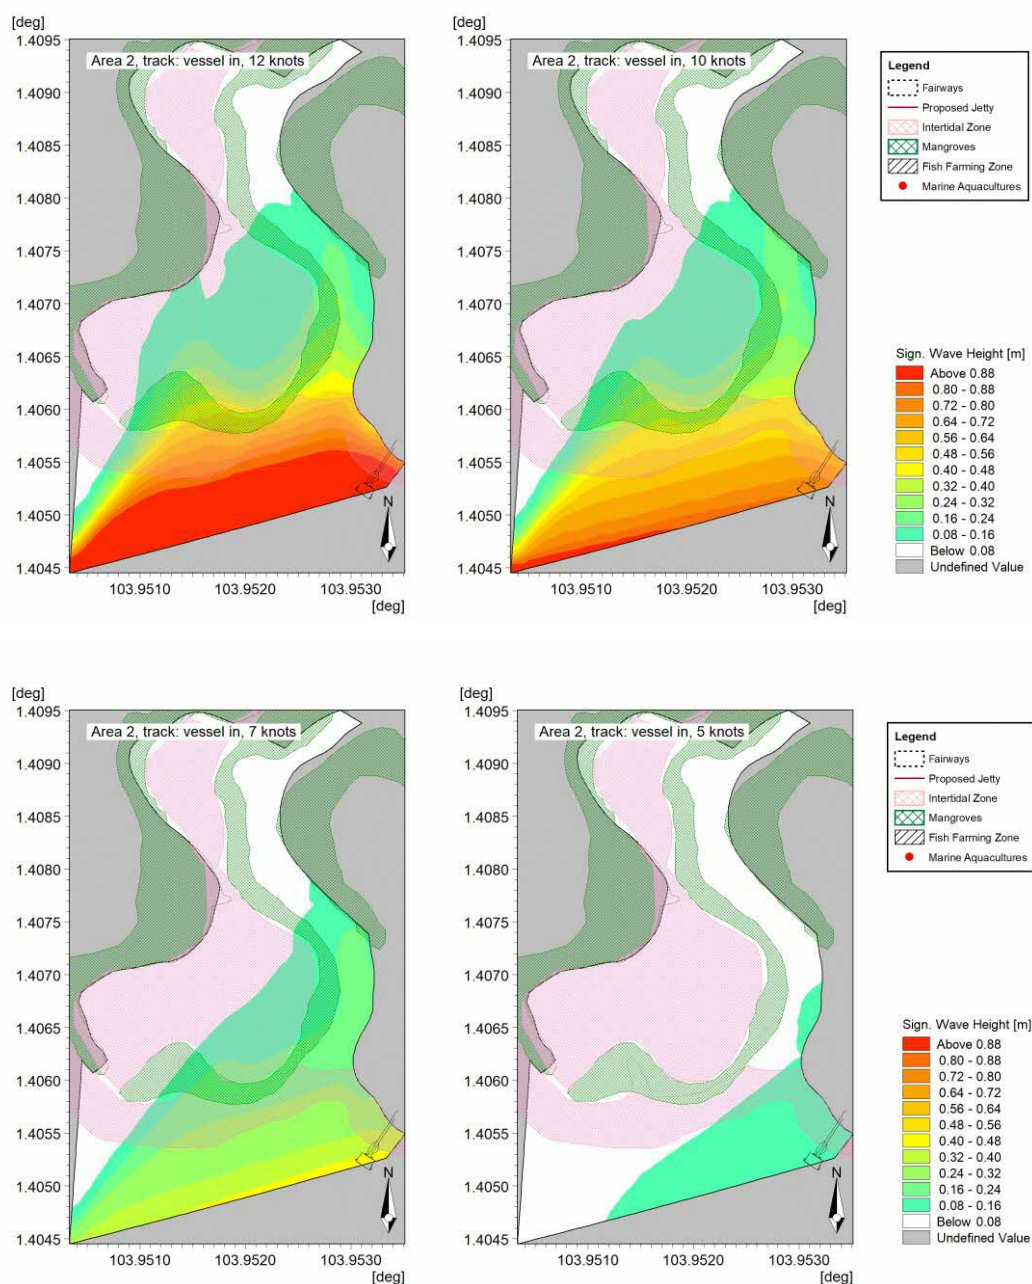 [deg]
1.4095
1.4090
1.4085
1.4080
1.4075
1.4070
1.4065
1.4060
1.4055
1.4050
1.4045
Area 2, track: vessel in, 12 knots
N
103.9510 103.9520 103.9530
[deg]
[deg]
1.4095
1.4090
1.4085
1.4080
1.4075
1.4070
1.4065
1.4060
1.4055
1.4050
1.4045
Area 2, track: vessel in, 10 knots
N
103.9510 103.9520 103.9530
[deg]
Legend
Fairways
Proposed Jetty
Intertidal Zone
Mangroves
Fish Farming Zone
Marine Aquacultures
Sign. Wave Height [m]
Above 0.88
0.80 - 0.88
0.72 - 0.80
0.64 - 0.72
0.56 - 0.64
0.48 - 0.56
0.40 - 0.48
0.32 - 0.40
0.24 - 0.32
0.16 - 0.24
0.08 - 0.16
Below 0.08
Undefined Value
[deg]
1.4095
1.4090
1.4085
1.4080
1.4075
1.4070
1.4065
1.4060
1.4055
1.4050
1.4045
Area 2, track: vessel in, 7 knots
N
103.9510 103.9520 103.9530
[deg]
[deg]
1.4095
1.4090
1.4085
1.4080
1.4075
1.4070
1.4065
1.4060
1.4055
1.4050
1.4045
Area 2, track: vessel in, 5 knots
N
103.9510 103.9520 103.9530
[deg]
Legend
Fairways
Proposed Jetty
Intertidal Zone
Mangroves
Fish Farming Zone
Marine Aquacultures
Sign. Wave Height [m]
Above 0.88
0.80 - 0.88
0.72 - 0.80
0.64 - 0.72
0.56 - 0.64
0.48 - 0.56
0.40 - 0.48
0.32 - 0.40
0.24 - 0.32
0.16 - 0.24
0.08 - 0.16
Below 0.08
Undefined Value